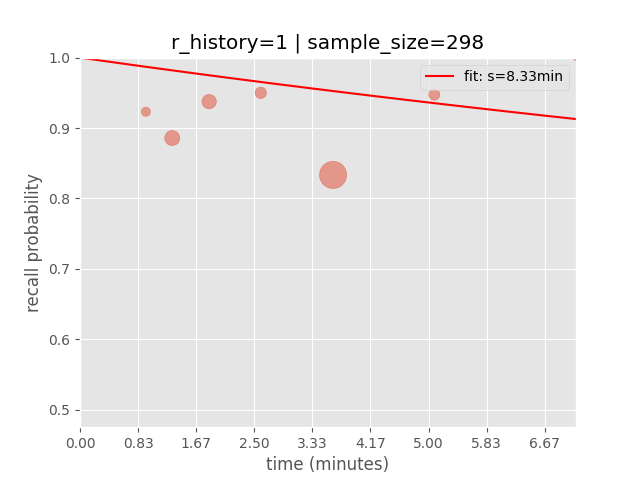 r_history=1 | sample_size=298
fit: s=8.33min
recall probability
1.0
0.9
0.8
0.7
0.6
0.5
0.00 0.83 1.67 2.50 3.33 4.17 5.00 5.83 6.67
time (minutes)